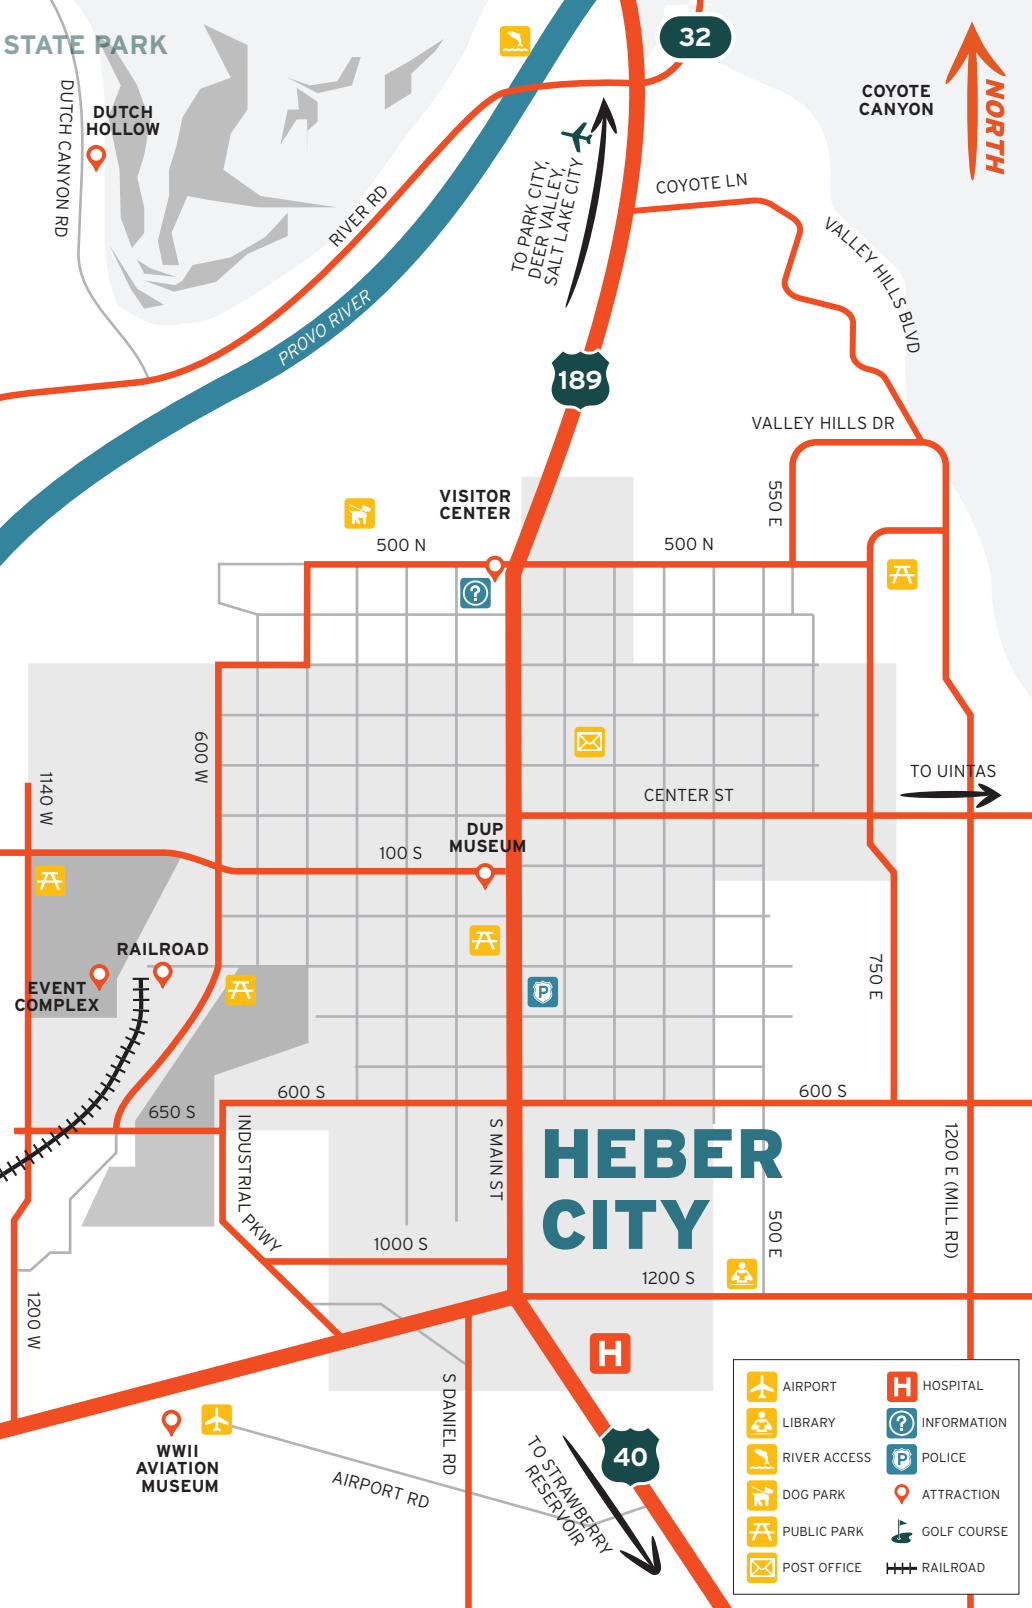 STATE PARK
32
COYOTE
CANYON
NORTH
DUTCH
HOLLOW
DUTCH CANYON RD
RIVER RD
TO PARK CITY,
DEER VALLEY,
SALT LAKE CITY
COYOTE LN
VALLEY HILLS BLVD
PROVO RIVER
189
VALLEY HILLS DR
VISITOR
CENTER
550 E
500 N
500 N
?
600 W
1140 W
TO UINTAS
CENTER ST
DUP
MUSEUM
100 S
RAILROAD
EVENT
COMPLEX
P
750 E
600 S
600 S
650 S
INDUSTRIAL PKWY
S MAIN ST
HEBER
CITY
1200 E (MILL RD)
500 E
1000 S
1200 S
1200 W
H
S DANIEL RD
WWII
AVIATION
MUSEUM
AIRPORT RD
TO STRAWBERRY
RESERVOIR
40
AIRPORT
LIBRARY
RIVER ACCESS
DOG PARK
PUBLIC PARK
POST OFFICE
H HOSPITAL
? INFORMATION
P POLICE
ATTRACTION
GOLF COURSE
RAILROAD